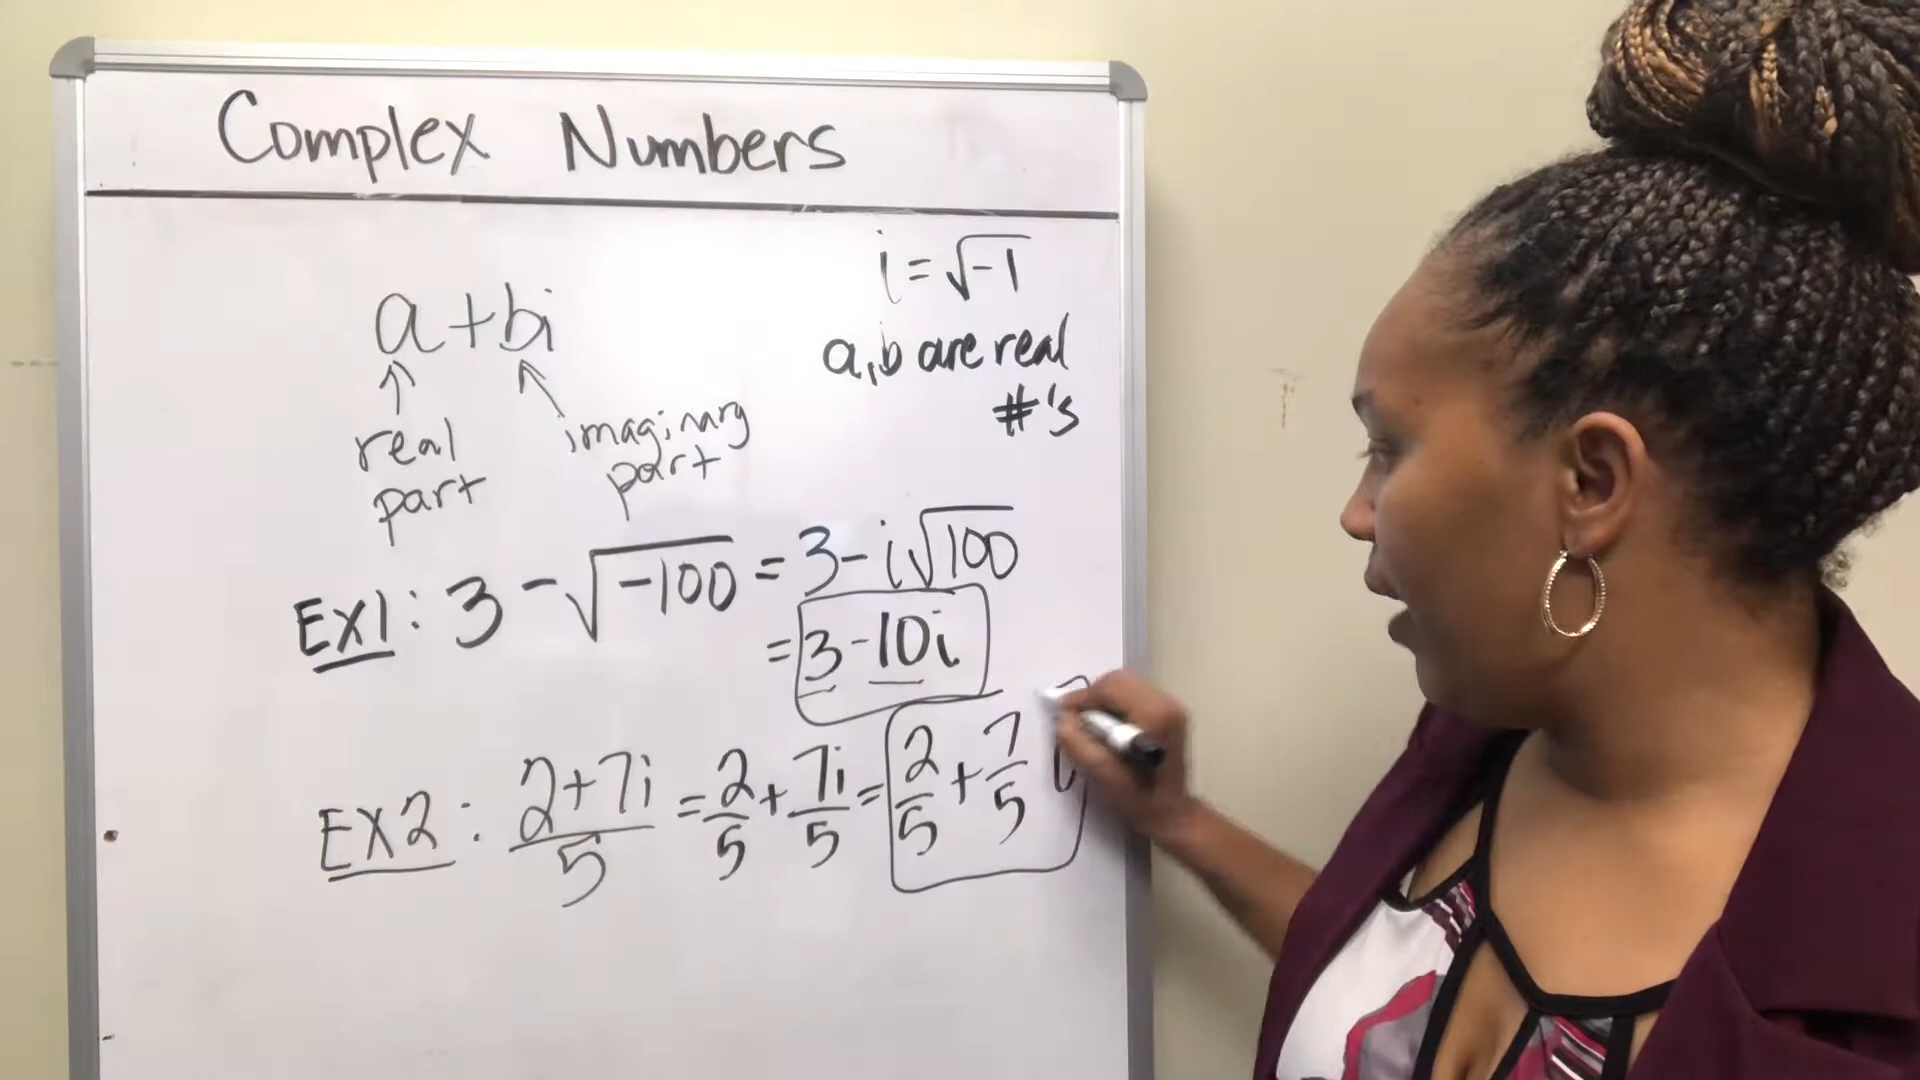 Complex Numbers
i = √-1
a + bi
a, b are real
#'s
real
part
imaginary
part
Ex1: 3 - √-100 = 3 - i√100
= 3 - 10i
EX2: (2+7i)/5 = 2/5 + 7i/5 = 2/5 + 7/5 i